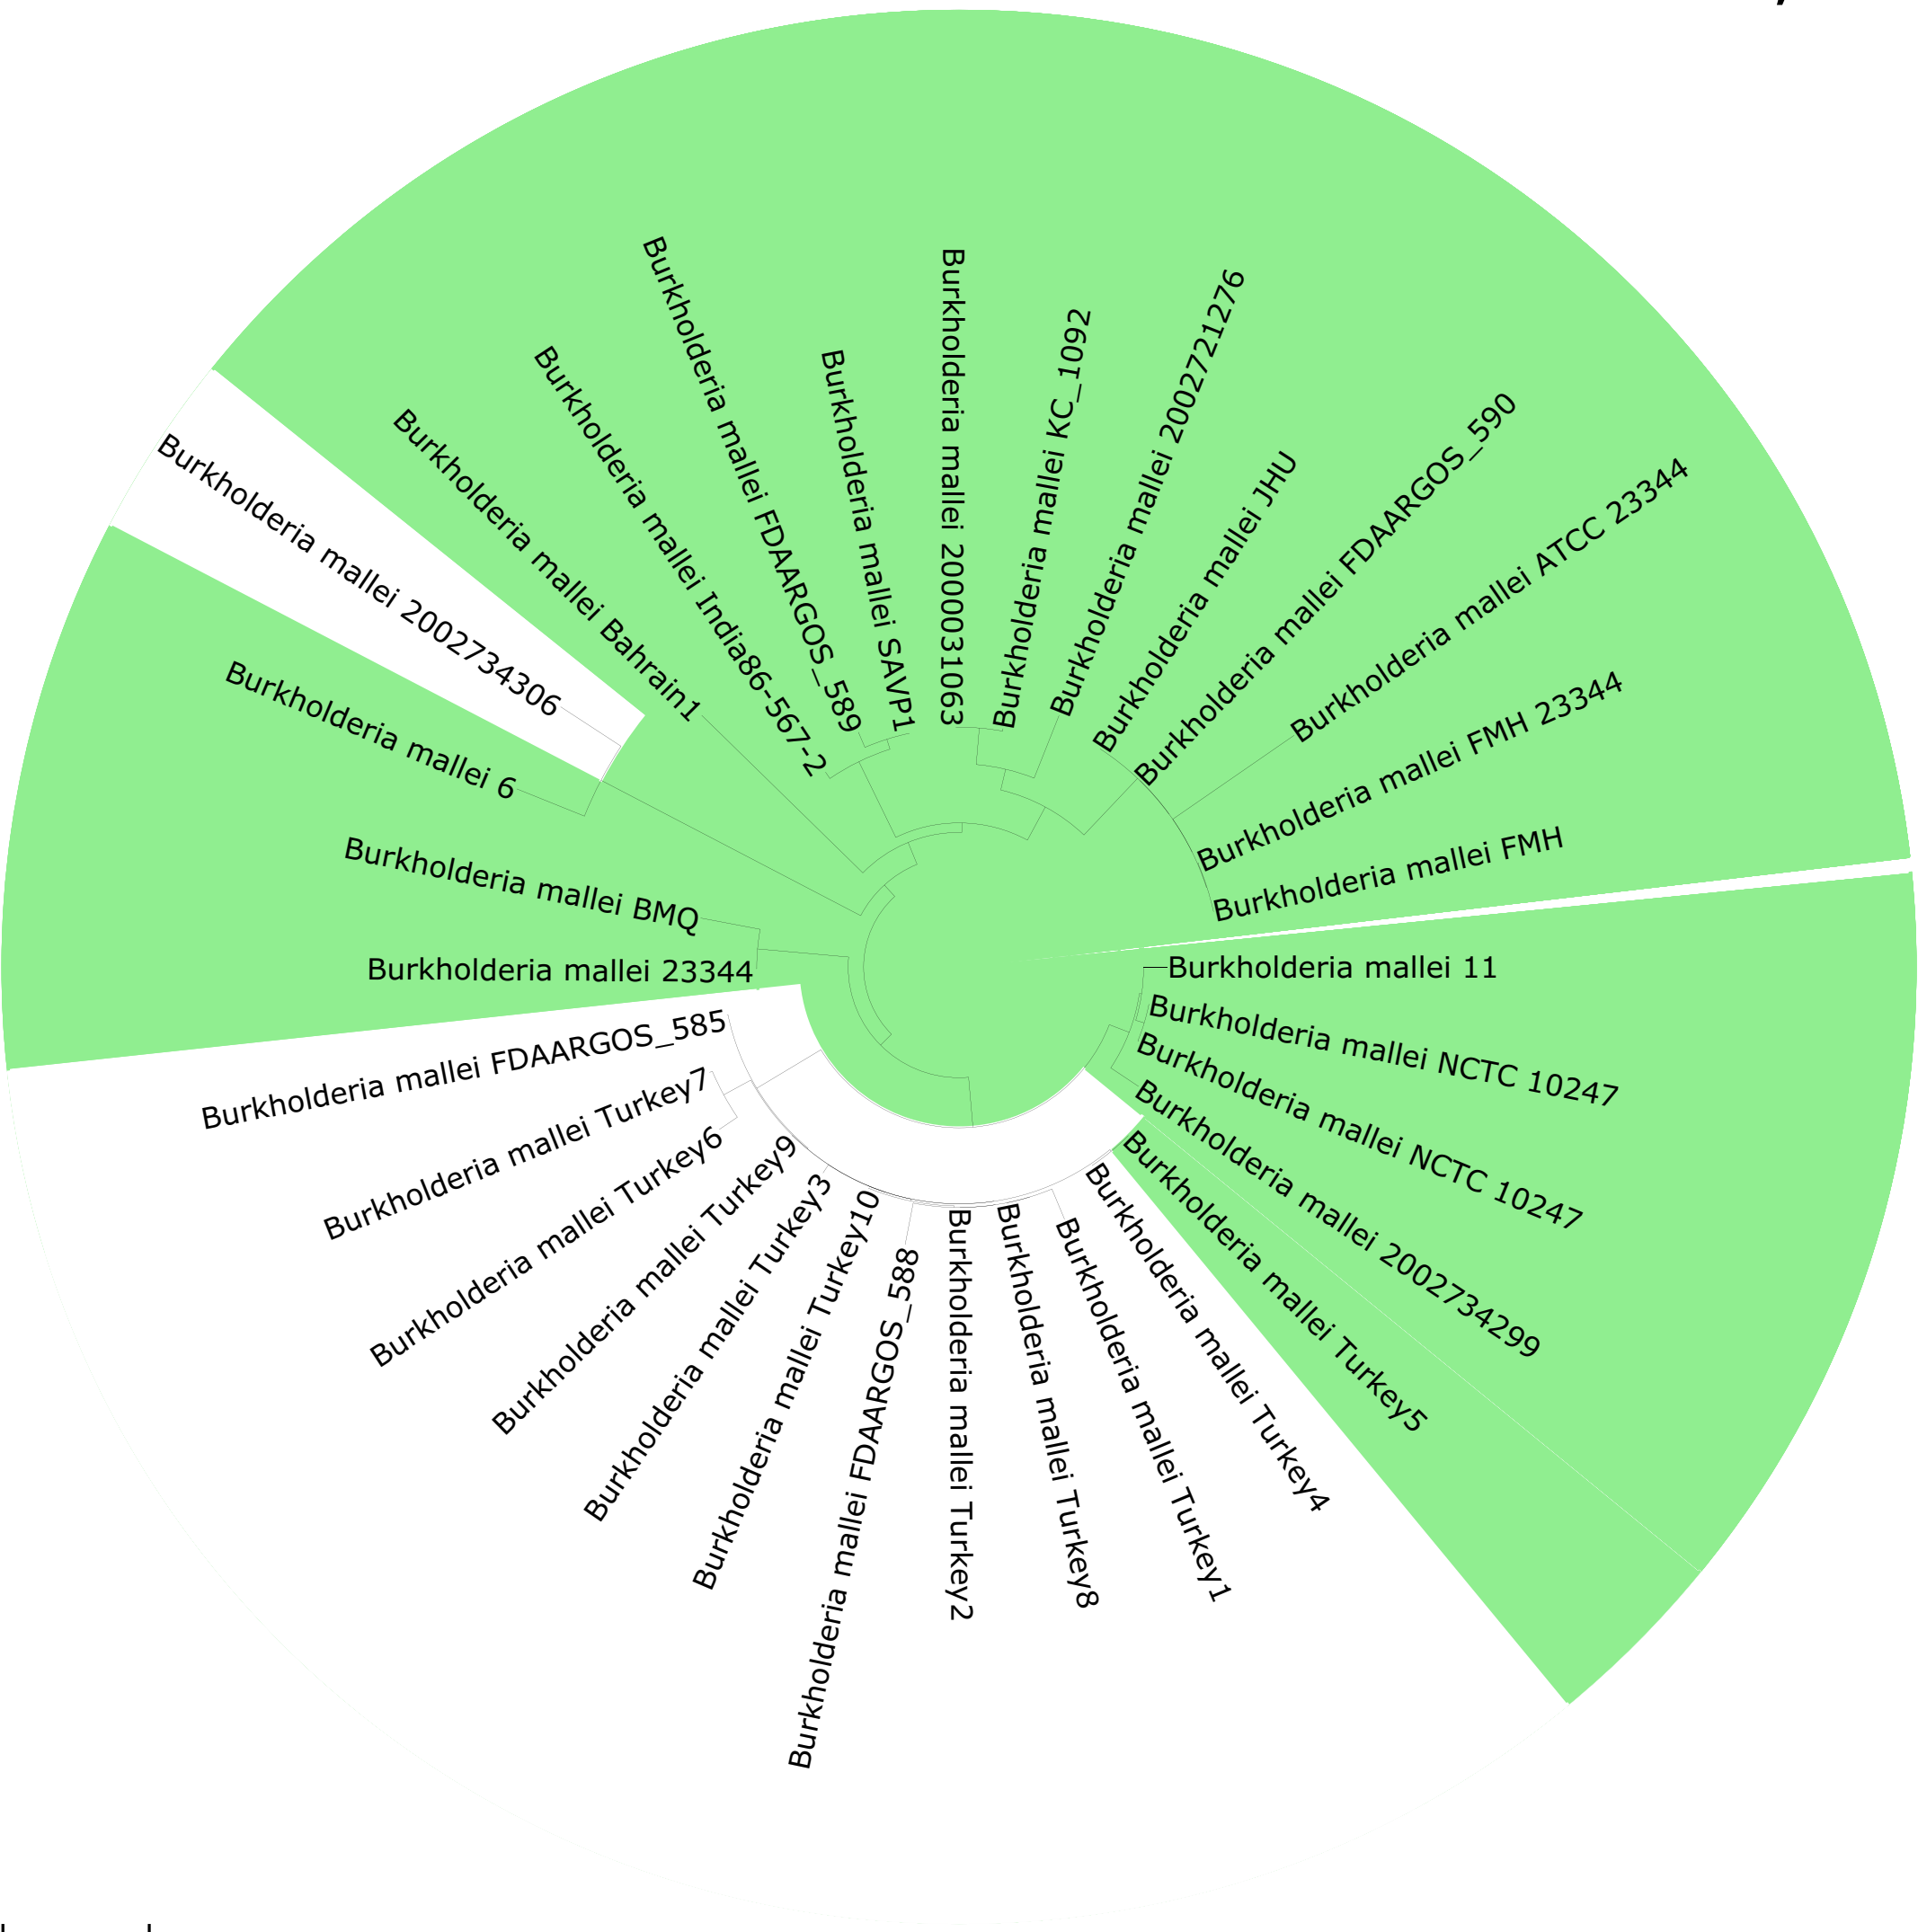 Burkholderia mallei 2000031063
Burkholderia mallei KC_1092
Burkholderia mallei 2002721276
Burkholderia mallei JHU
Burkholderia mallei FDAARGOS_590
Burkholderia mallei ATCC 23344
Burkholderia mallei FMH 23344
Burkholderia mallei FMH
Burkholderia mallei 11
Burkholderia mallei NCTC 10247
Burkholderia mallei NCTC 10247
Burkholderia mallei 2002734299
Burkholderia mallei Turkey5
Burkholderia mallei Turkey4
Burkholderia mallei Turkey1
Burkholderia mallei Turkey8
Burkholderia mallei Turkey2
Burkholderia mallei FDAARGOS_588
Burkholderia mallei Turkey10
Burkholderia mallei Turkey3
Burkholderia mallei Turkey9
Burkholderia mallei Turkey6
Burkholderia mallei Turkey7
Burkholderia mallei FDAARGOS_585
Burkholderia mallei 23344
Burkholderia mallei BMQ
Burkholderia mallei 6
Burkholderia mallei 2002734306
Burkholderia mallei Bahrain1
Burkholderia mallei India86-567-2
Burkholderia mallei FDAARGOS_589
Burkholderia mallei SAVP1